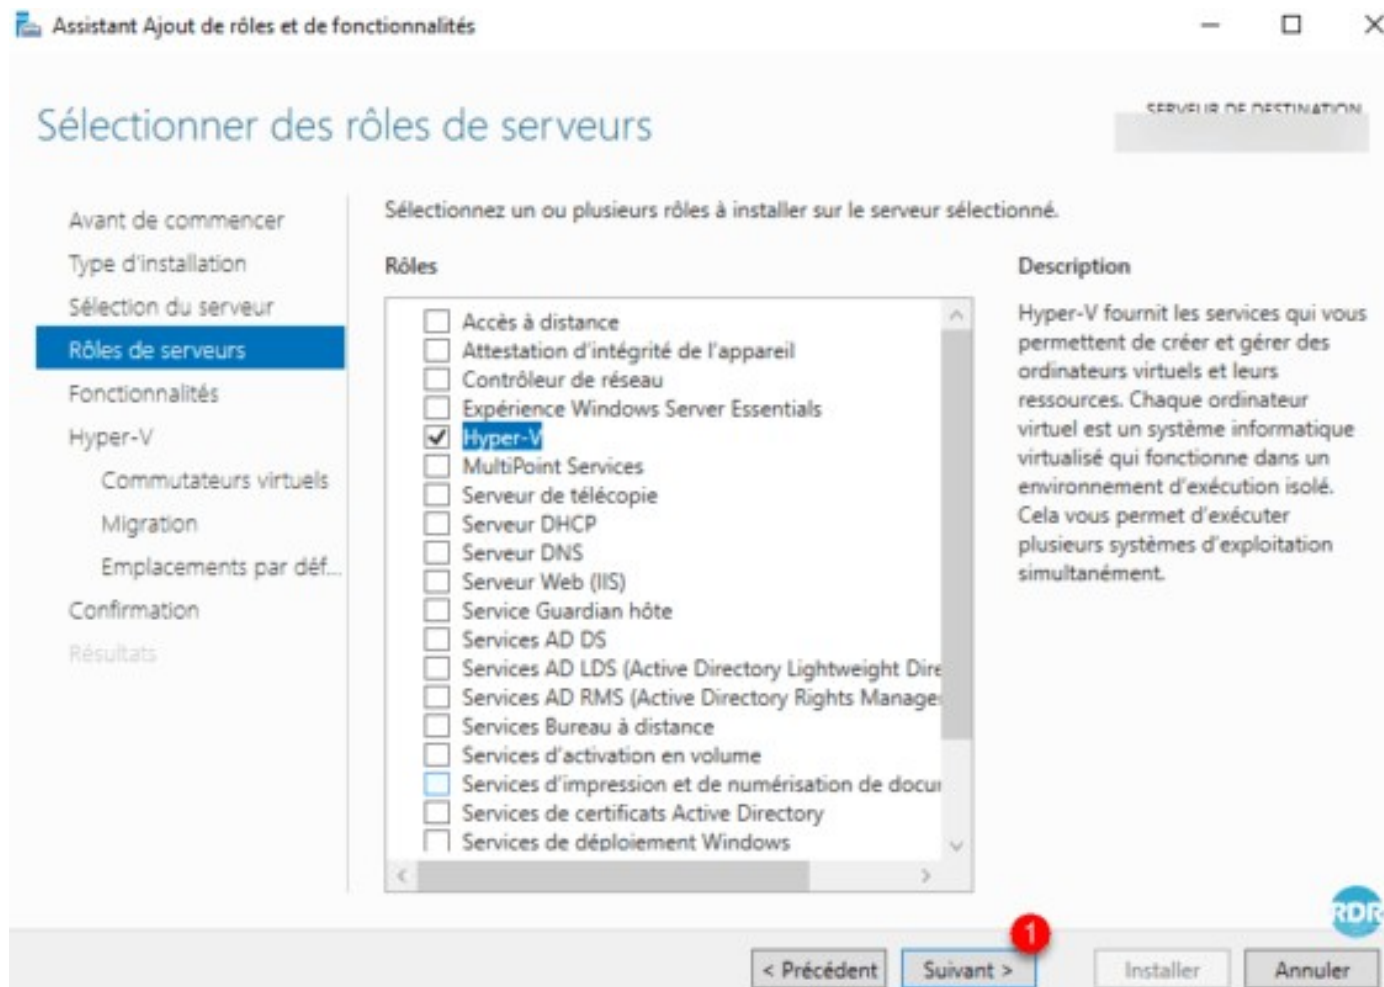 Assistant Ajout de rôles et de fonctionnalités
Sélectionner des rôles de serveurs
SERVEUR DE DESTINATION
Avant de commencer
Type d'installation
Sélection du serveur
Rôles de serveurs
Fonctionnalités
Hyper-V
Commutateurs virtuels
Migration
Emplacements par déf...
Confirmation
Résultats
Sélectionnez un ou plusieurs rôles à installer sur le serveur sélectionné.
Rôles
Accès à distance
Attestation d'intégrité de l'appareil
Contrôleur de réseau
Expérience Windows Server Essentials
Hyper-V
MultiPoint Services
Serveur de télécopie
Serveur DHCP
Serveur DNS
Serveur Web (IIS)
Service Guardian hôte
Services AD DS
Services AD LDS (Active Directory Lightweight Dire
Services AD RMS (Active Directory Rights Manage
Services Bureau à distance
Services d'activation en volume
Services d'impression et de numérisation de docu
Services de certificats Active Directory
Services de déploiement Windows
Description
Hyper-V fournit les services qui vous
permettent de créer et gérer des
ordinateurs virtuels et leurs
ressources. Chaque ordinateur
virtuel est un système informatique
virtualisé qui fonctionne dans un
environnement d'exécution isolé.
Cela vous permet d'exécuter
plusieurs systèmes d'exploitation
simultanément.
RDR
1
< Précédent
Suivant >
Installer
Annuler